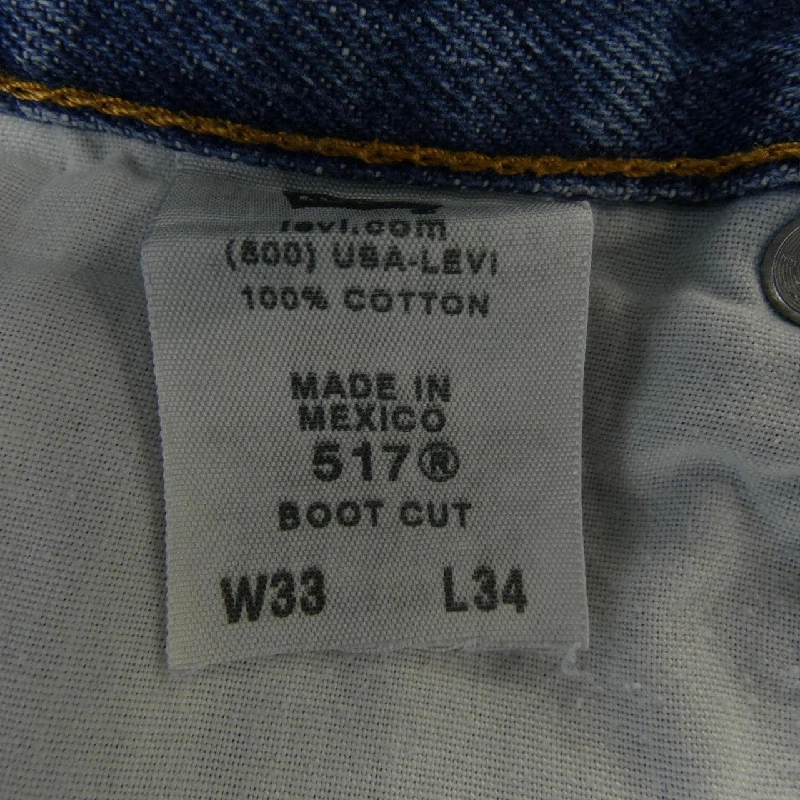 levi.com
(800) USA-LEVI
100% COTTON
MADE IN
MEXICO
517®
BOOT CUT
W33 L34